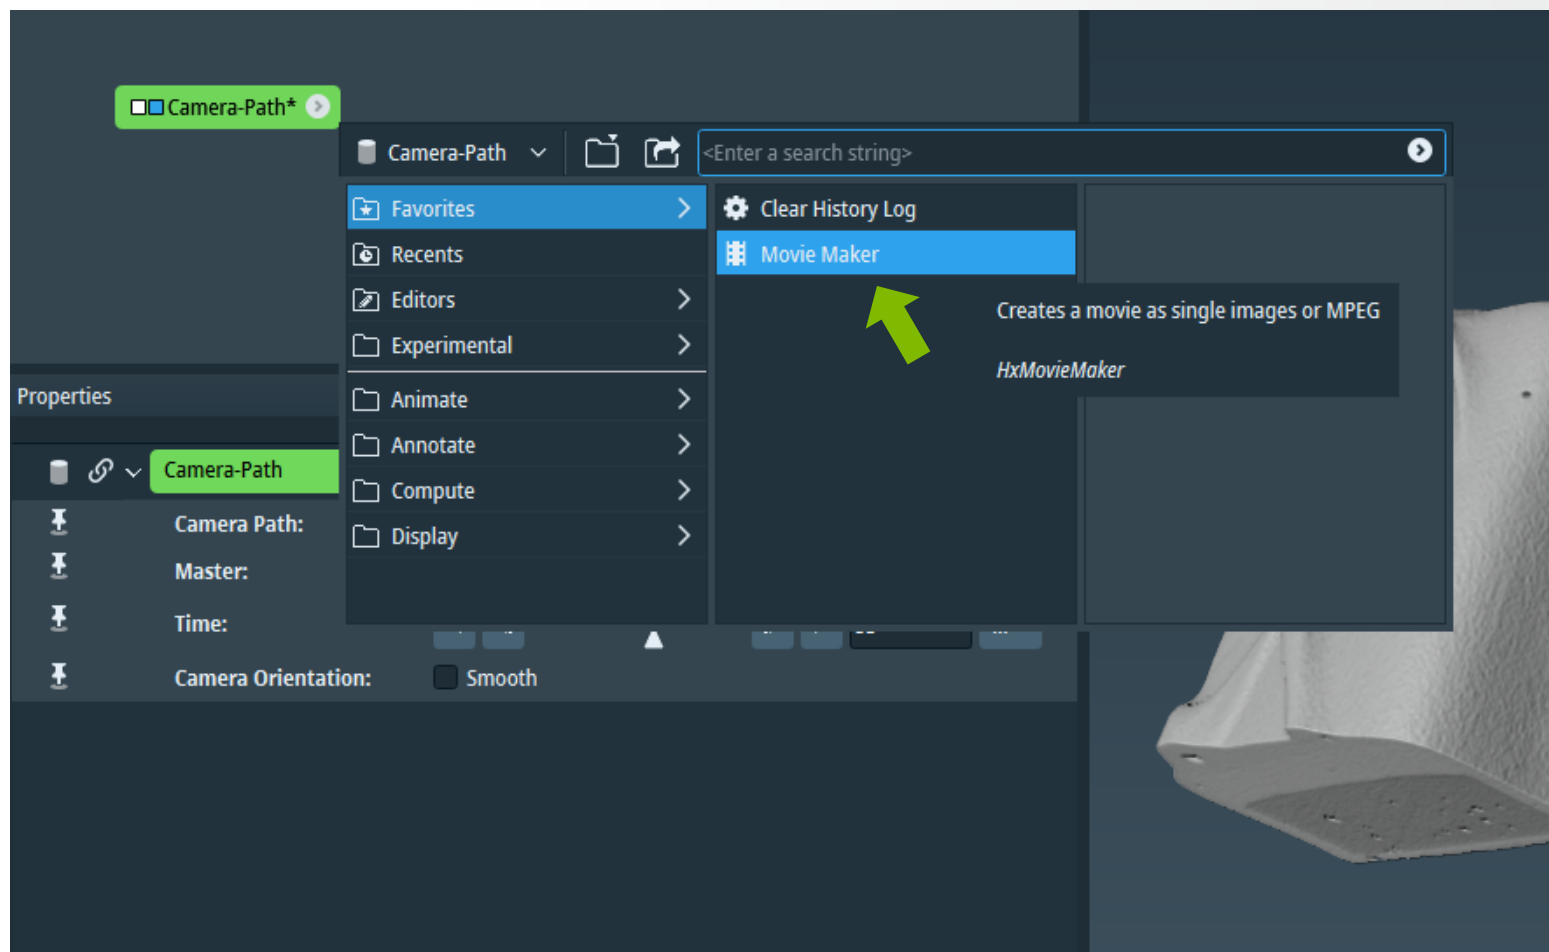 Camera-Path*
Camera-Path
<Enter a search string>
Favorites
Clear History Log
Recents
Movie Maker
Editors
Creates a movie as single images or MPEG
Experimental
HxMovieMaker
Properties
Animate
Annotate
Camera-Path
Compute
Camera Path:
Display
Master:
Time:
Camera Orientation:
Smooth